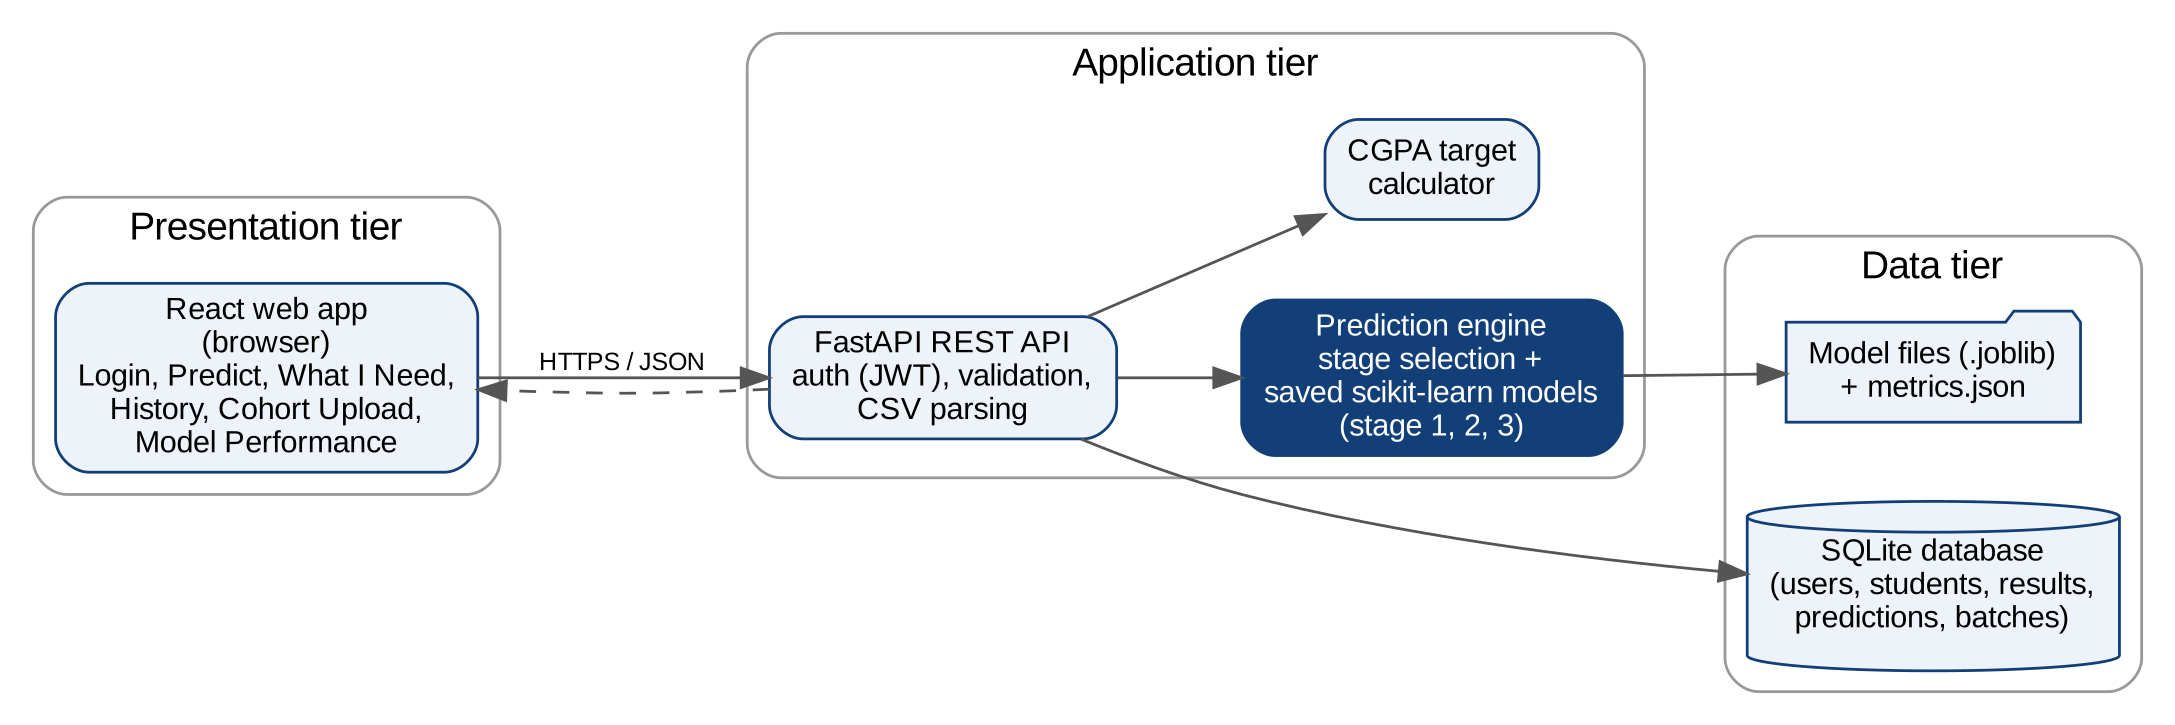 Presentation tier
React web app
(browser)
Login, Predict, What I Need,
History, Cohort Upload,
Model Performance
HTTPS / JSON
Application tier
CGPA target
calculator
FastAPI REST API
auth (JWT), validation,
CSV parsing
Prediction engine
stage selection +
saved scikit-learn models
(stage 1, 2, 3)
Data tier
Model files (.joblib)
+ metrics.json
SQLite database
(users, students, results,
predictions, batches)